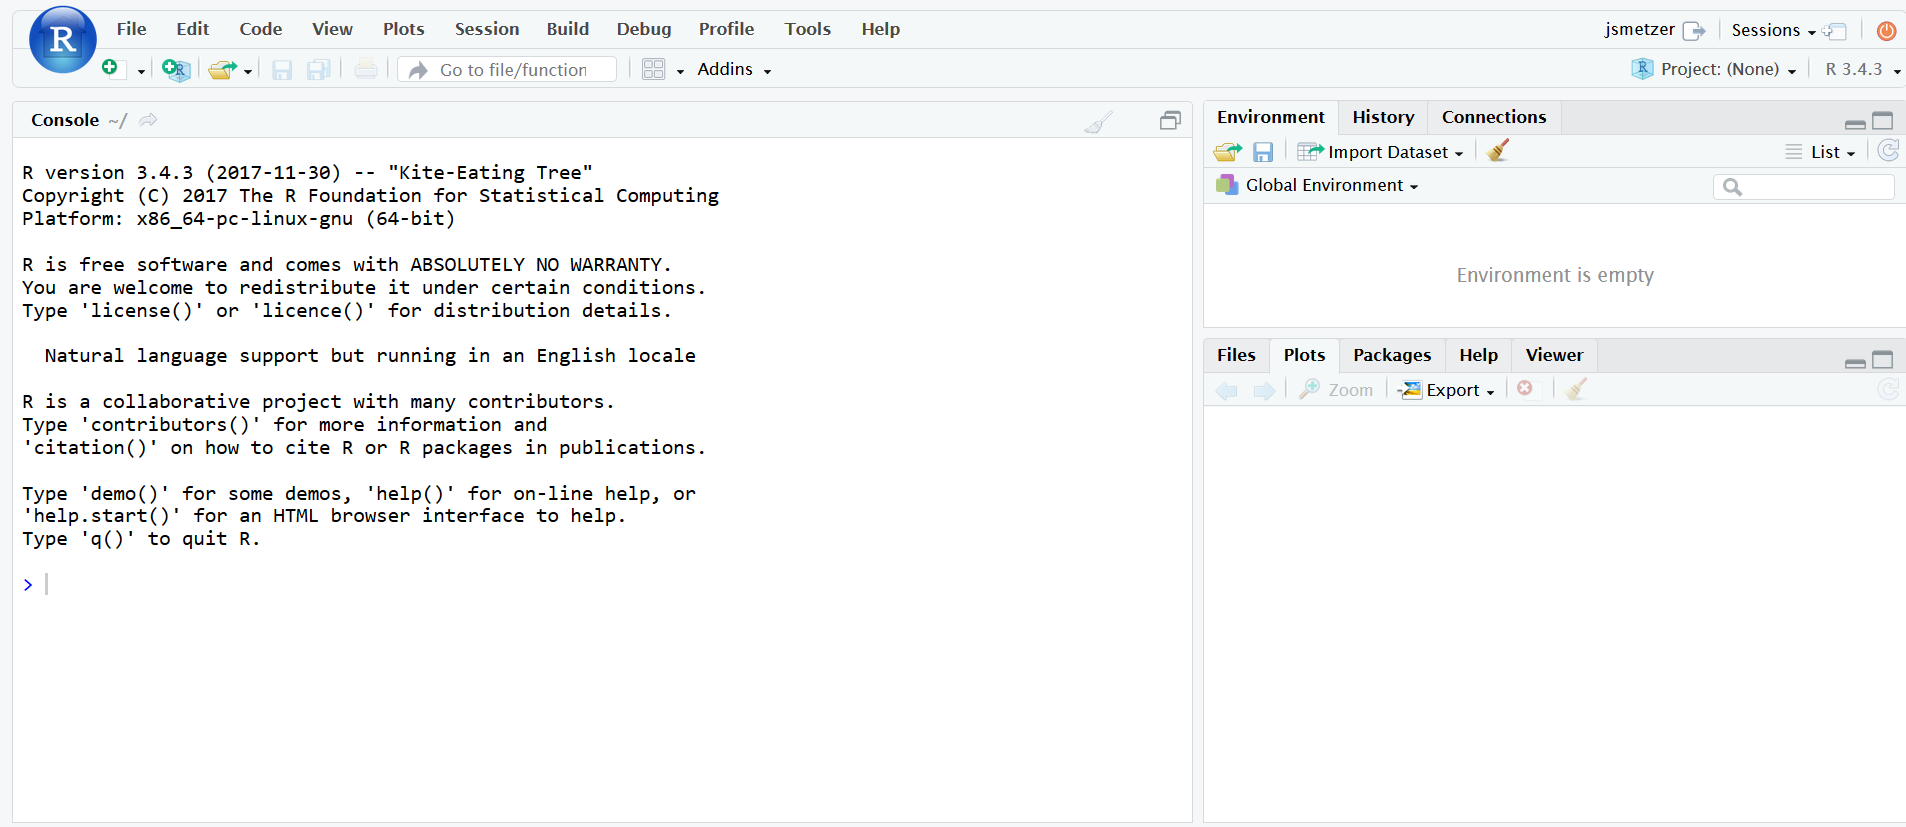 R File Edit Code View Plots Session Build Debug Profile Tools Help jsmetzer Sessions
R Go to file/function Addins R Project: (None) R 3.4.3
Console ~/
R version 3.4.3 (2017-11-30) -- "Kite-Eating Tree"
Copyright (C) 2017 The R Foundation for Statistical Computing
Platform: x86_64-pc-linux-gnu (64-bit)
R is free software and comes with ABSOLUTELY NO WARRANTY.
You are welcome to redistribute it under certain conditions.
Type 'license()' or 'licence()' for distribution details.
Natural language support but running in an English locale
R is a collaborative project with many contributors.
Type 'contributors()' for more information and
'citation()' on how to cite R or R packages in publications.
Type 'demo()' for some demos, 'help()' for on-line help, or
'help.start()' for an HTML browser interface to help.
Type 'q()' to quit R.
>
Environment History Connections
Import Dataset List
Global Environment
Environment is empty
Files Plots Packages Help Viewer
Zoom Export